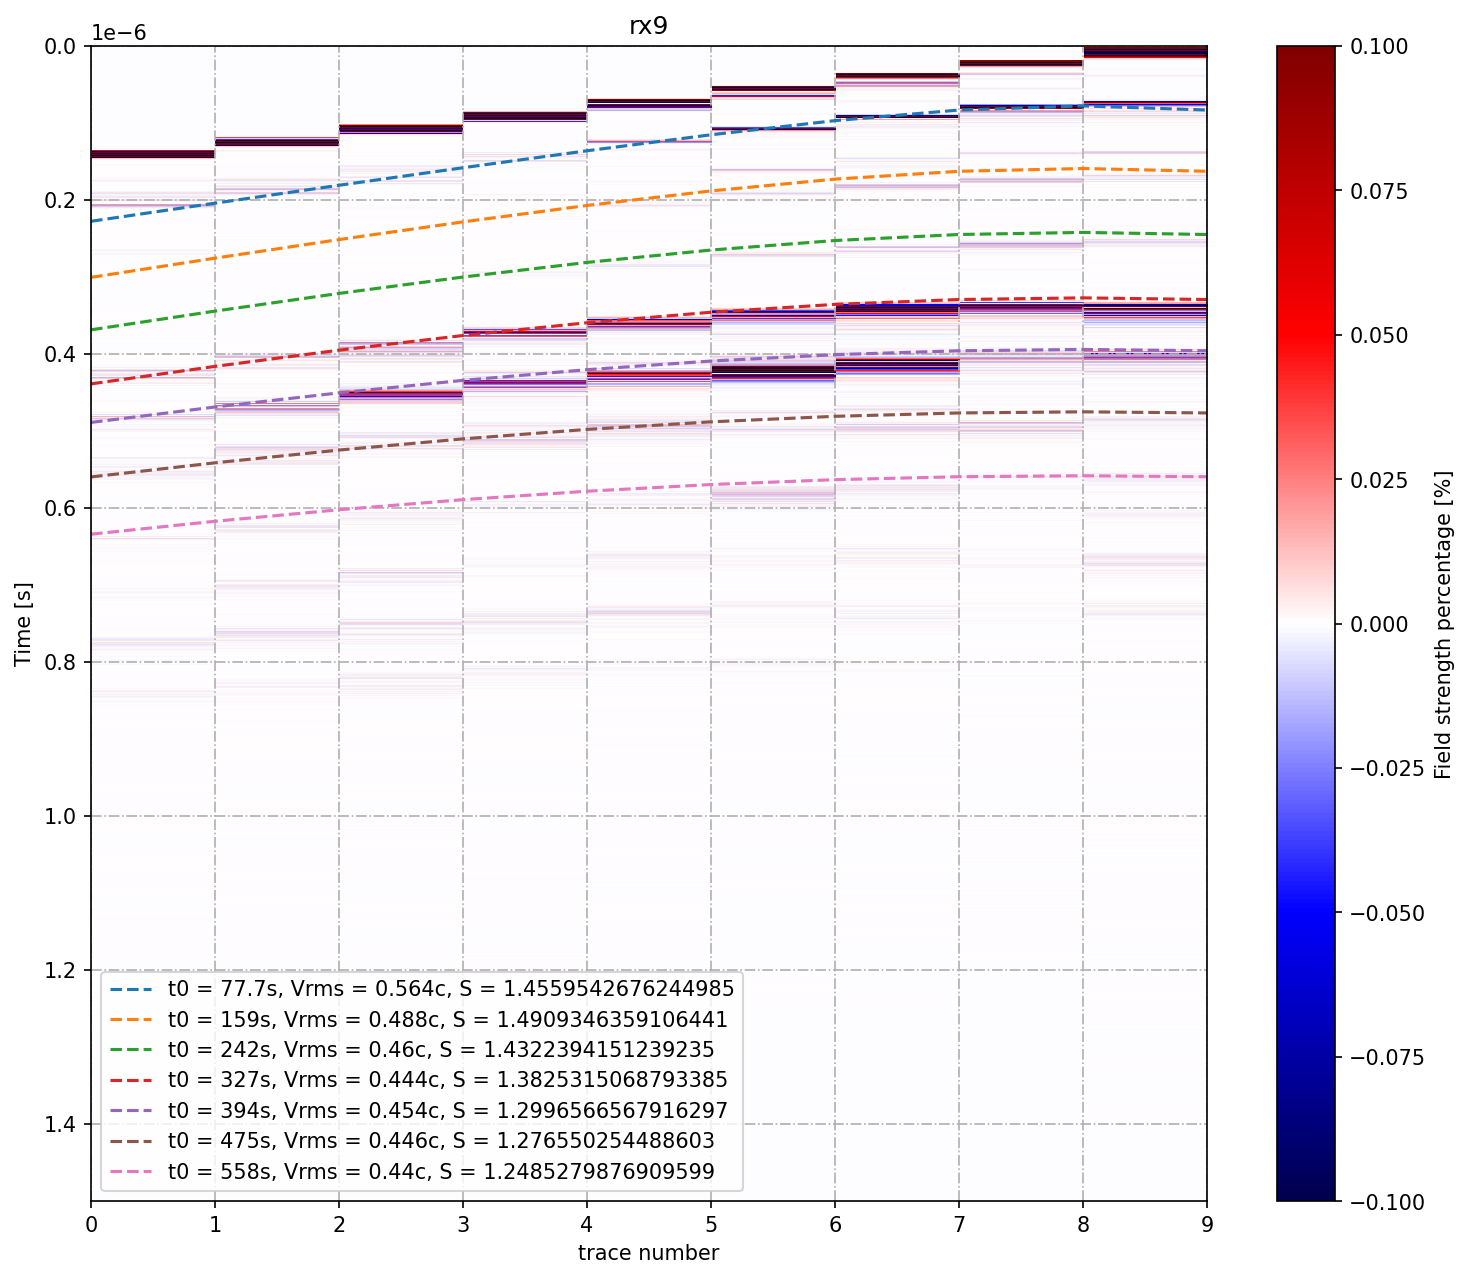 rx9
1e−6
0.0
0.2
0.4
0.6
0.8
1.0
1.2
1.4
Time [s]
t0 = 77.7s, Vrms = 0.564c, S = 1.4559542676244985
t0 = 159s, Vrms = 0.488c, S = 1.4909346359106441
t0 = 242s, Vrms = 0.46c, S = 1.4322394151239235
t0 = 327s, Vrms = 0.444c, S = 1.3825315068793385
t0 = 394s, Vrms = 0.454c, S = 1.2996566567916297
t0 = 475s, Vrms = 0.446c, S = 1.276550254488603
t0 = 558s, Vrms = 0.44c, S = 1.2485279876909599
0 1 2 3 4 5 6 7 8 9
trace number
0.100
0.075
0.050
0.025
0.000
−0.025
−0.050
−0.075
−0.100
Field strength percentage [%]